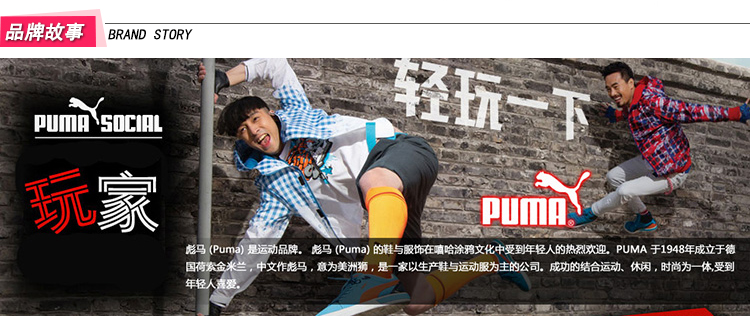 品牌故事 BRAND STORY
轻玩一下
PUMA SOCIAL
玩家
PUMA®
彪马 (Puma) 是运动品牌。 彪马 (Puma) 的鞋与服饰在嘻哈涂鸦文化中受到年轻人的热烈欢迎。PUMA 于1948年成立于德
国荷索金米兰，中文作彪马，意为美洲狮，是一家以生产鞋与运动服为主的公司。成功的结合运动、休闲，时尚为一体,受到
年轻人喜爱。